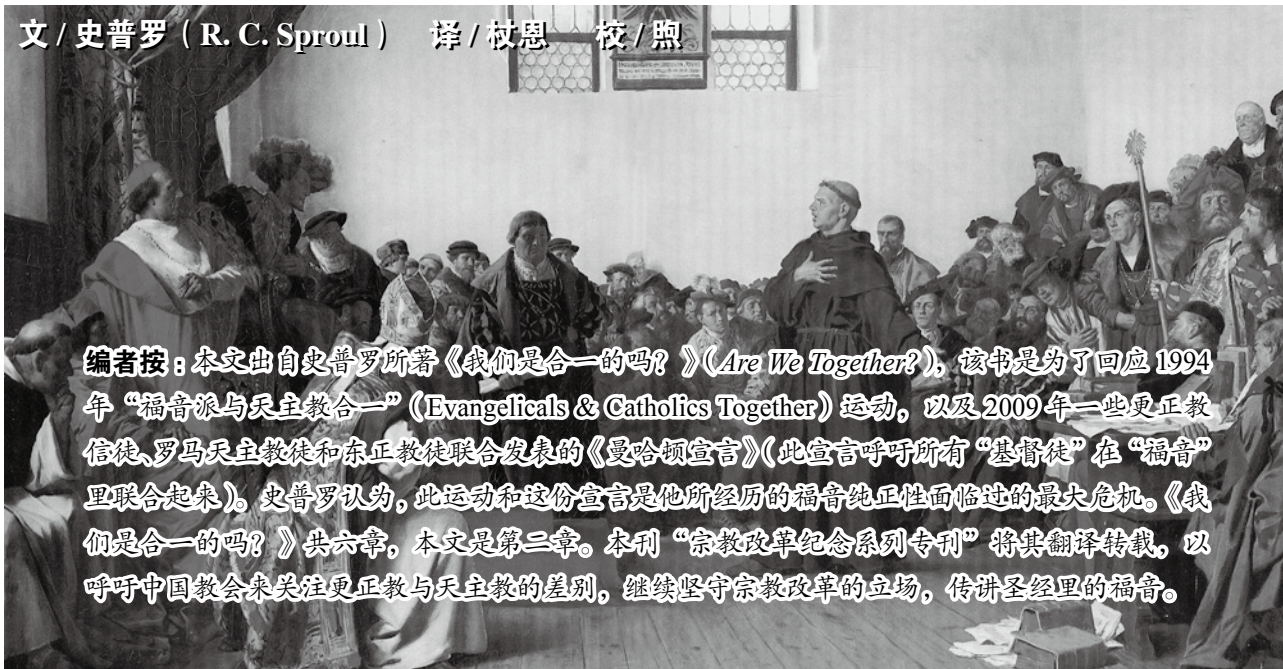 文 / 史普罗（R. C. Sproul） 译 / 杖恩 校 / 煦
编者按：本文出自史普罗所著《我们是合一的吗？》（Are We Together?），该书是为了回应 1994
年“福音派与天主教合一”（Evangelicals & Catholics Together）运动，以及 2009 年一些更正教
信徒、罗马天主教徒和东正教徒联合发表的《曼哈顿宣言》（此宣言呼吁所有“基督徒”在“福音”
里联合起来）。史普罗认为，此运动和这份宣言是他所经历的福音纯正性面临过的最大危机。《我
们是合一的吗？》共六章，本文是第二章。本刊“宗教改革纪念系列专刊”将其翻译转载，以
呼吁中国教会来关注更正教与天主教的差别，继续坚守宗教改革的立场，传讲圣经里的福音。